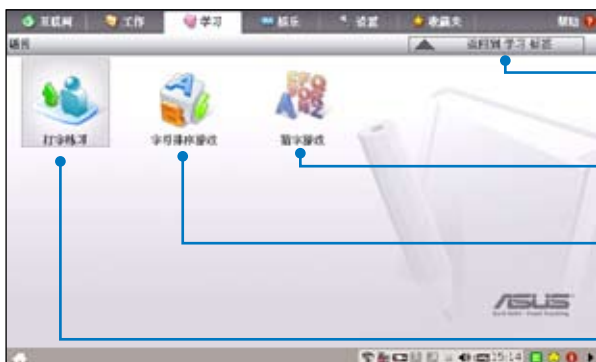 互联网 工作 学习 娱乐 设置 收藏夹 帮助
语言
返回到 学习 标签
打字练习 字母排序游戏 猜字游戏
ASUS
15:14